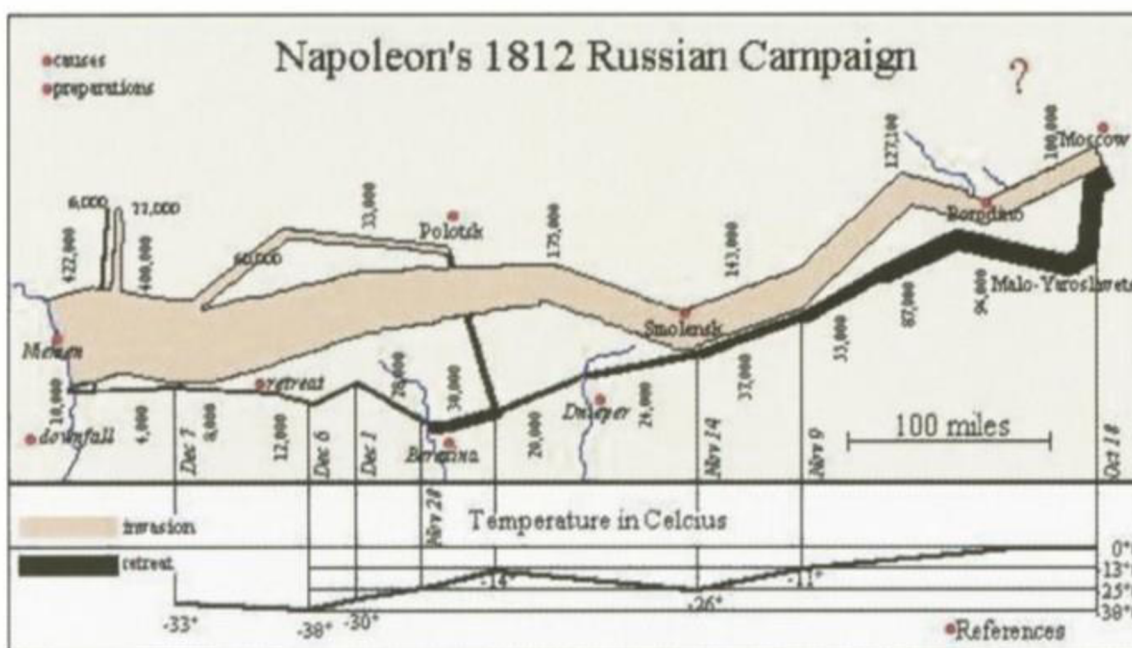 Napoleon's 1812 Russian Campaign
causes
preparations
?
Moscow
100,000
127,100
Borodino
Malo-Yaroslavets
6,000
22,000
422,000
400,000
60,000
33,000
Polotsk
175,000
143,000
Smolensk
Niemen
retreat
downfall
10,000
4,000
8,000
12,000
28,000
30,000
Berezina
20,000
Dnieper
24,000
37,000
55,000
87,000
96,000
100 miles
Dec 7
Dec 6
Dec 1
Nov 28
Nov 14
Nov 9
Oct 18
invasion
retreat
Temperature in Celcius
0°
-13°
-25°
-38°
-33°
-38°
-30°
-14°
-26°
-11°
References